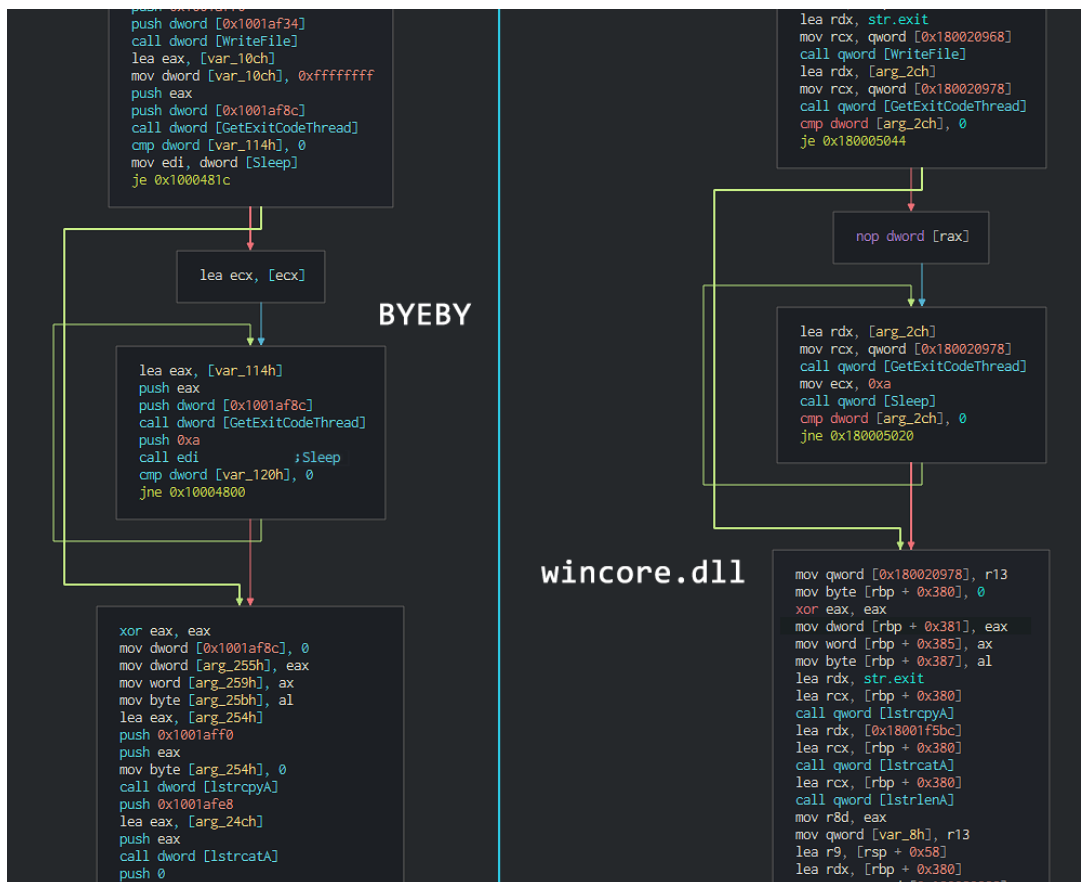 push dword [0x1001af34]
call dword [WriteFile]
lea eax, [var_10ch]
mov dword [var_10ch], 0xffffffff
push eax
push dword [0x1001af8c]
call dword [GetExitCodeThread]
cmp dword [var_114h], 0
mov edi, dword [Sleep]
je 0x1000481c
lea ecx, [ecx]
BYEBY
lea eax, [var_114h]
push eax
push dword [0x1001af8c]
call dword [GetExitCodeThread]
push 0xa
call edi ;Sleep
cmp dword [var_120h], 0
jne 0x10004800
xor eax, eax
mov dword [0x1001af8c], 0
mov dword [arg_255h], eax
mov word [arg_259h], ax
mov byte [arg_25bh], al
lea eax, [arg_254h]
push 0x1001aff0
push eax
mov byte [arg_254h], 0
call dword [lstrcpyA]
push 0x1001afe8
lea eax, [arg_24ch]
push eax
call dword [lstrcatA]
push 0
lea rdx, str.exit
mov rcx, qword [0x180020968]
call qword [WriteFile]
lea rdx, [arg_2ch]
mov rcx, qword [0x180020978]
call qword [GetExitCodeThread]
cmp dword [arg_2ch], 0
je 0x180005044
nop dword [rax]
lea rdx, [arg_2ch]
mov rcx, qword [0x180020978]
call qword [GetExitCodeThread]
mov ecx, 0xa
call qword [Sleep]
cmp dword [arg_2ch], 0
jne 0x180005020
wincore.dll
mov qword [0x180020978], r13
mov byte [rbp + 0x380], 0
xor eax, eax
mov dword [rbp + 0x381], eax
mov word [rbp + 0x385], ax
mov byte [rbp + 0x387], al
lea rdx, str.exit
lea rcx, [rbp + 0x380]
call qword [lstrcpyA]
lea rdx, [0x18001f5bc]
lea rcx, [rbp + 0x380]
call qword [lstrcatA]
lea rcx, [rbp + 0x380]
call qword [lstrlenA]
mov r8d, eax
mov qword [var_8h], r13
lea r9, [rsp + 0x58]
lea rdx, [rbp + 0x380]